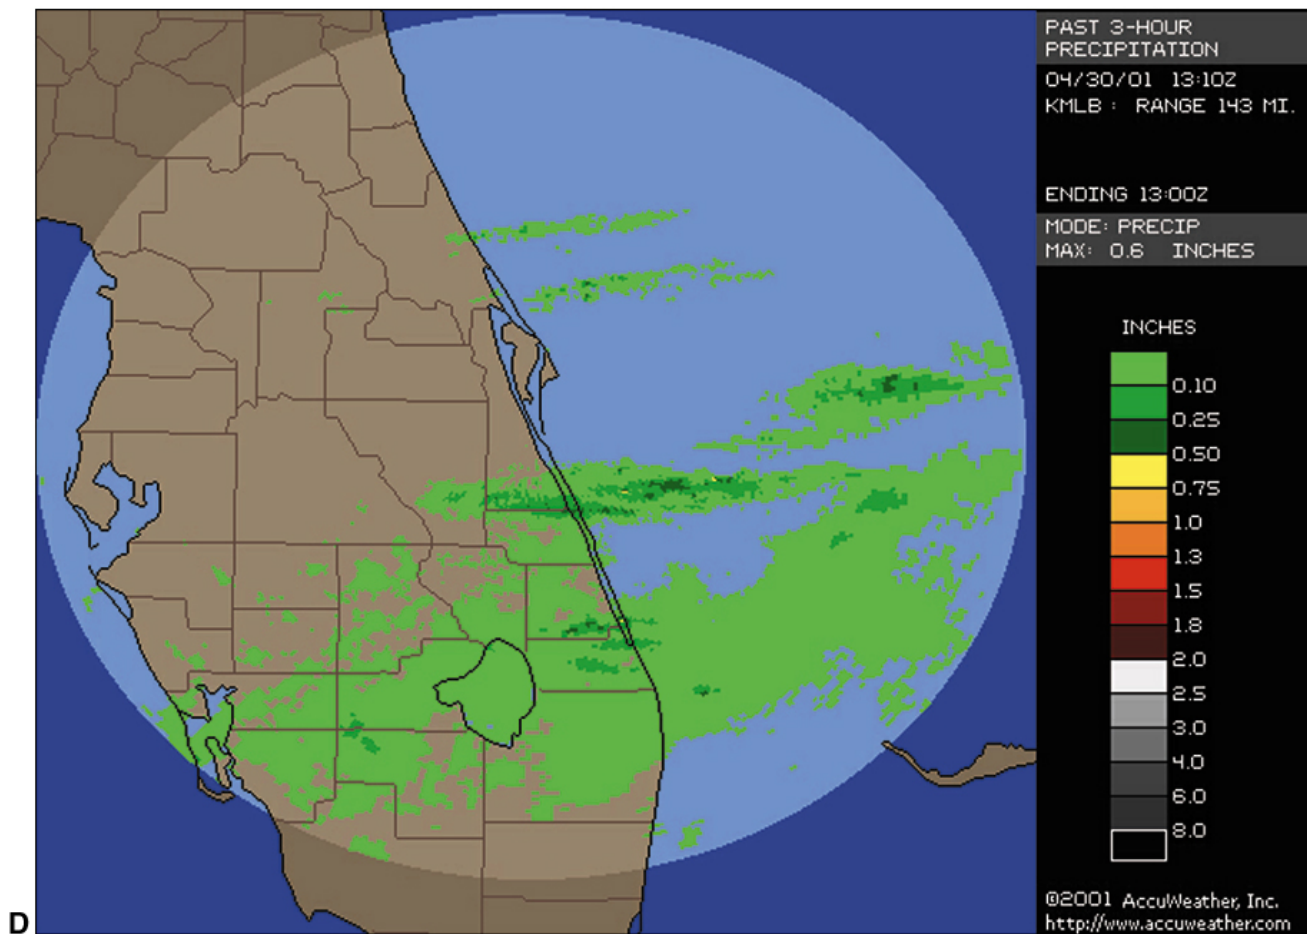 PAST 3-HOUR
PRECIPITATION
04/30/01 13:10Z
KMLB : RANGE 143 MI.
ENDING 13:00Z
MODE: PRECIP
MAX: 0.6 INCHES
INCHES
0.10
0.25
0.50
0.75
1.0
1.3
1.5
1.8
2.0
2.5
3.0
4.0
6.0
8.0
©2001 AccuWeather, Inc.
http://www.accuweather.com
D